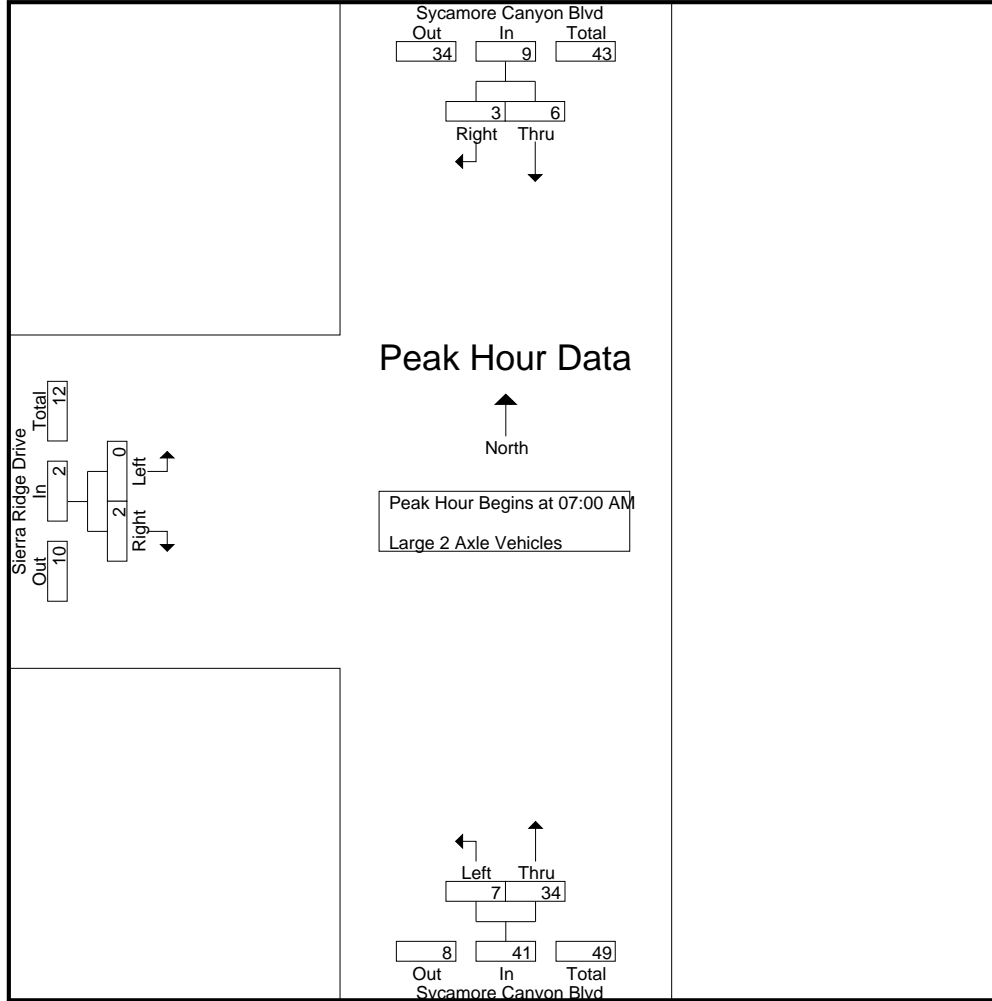 Sycamore Canyon Blvd
Out In Total
34 9 43
3 6
Right Thru
Peak Hour Data
North
Peak Hour Begins at 07:00 AM
Large 2 Axle Vehicles
Sierra Ridge Drive
Out In Total
10 2 12
2 0
Right Left
Left Thru
7 34
8 41 49
Out In Total
Sycamore Canyon Blvd